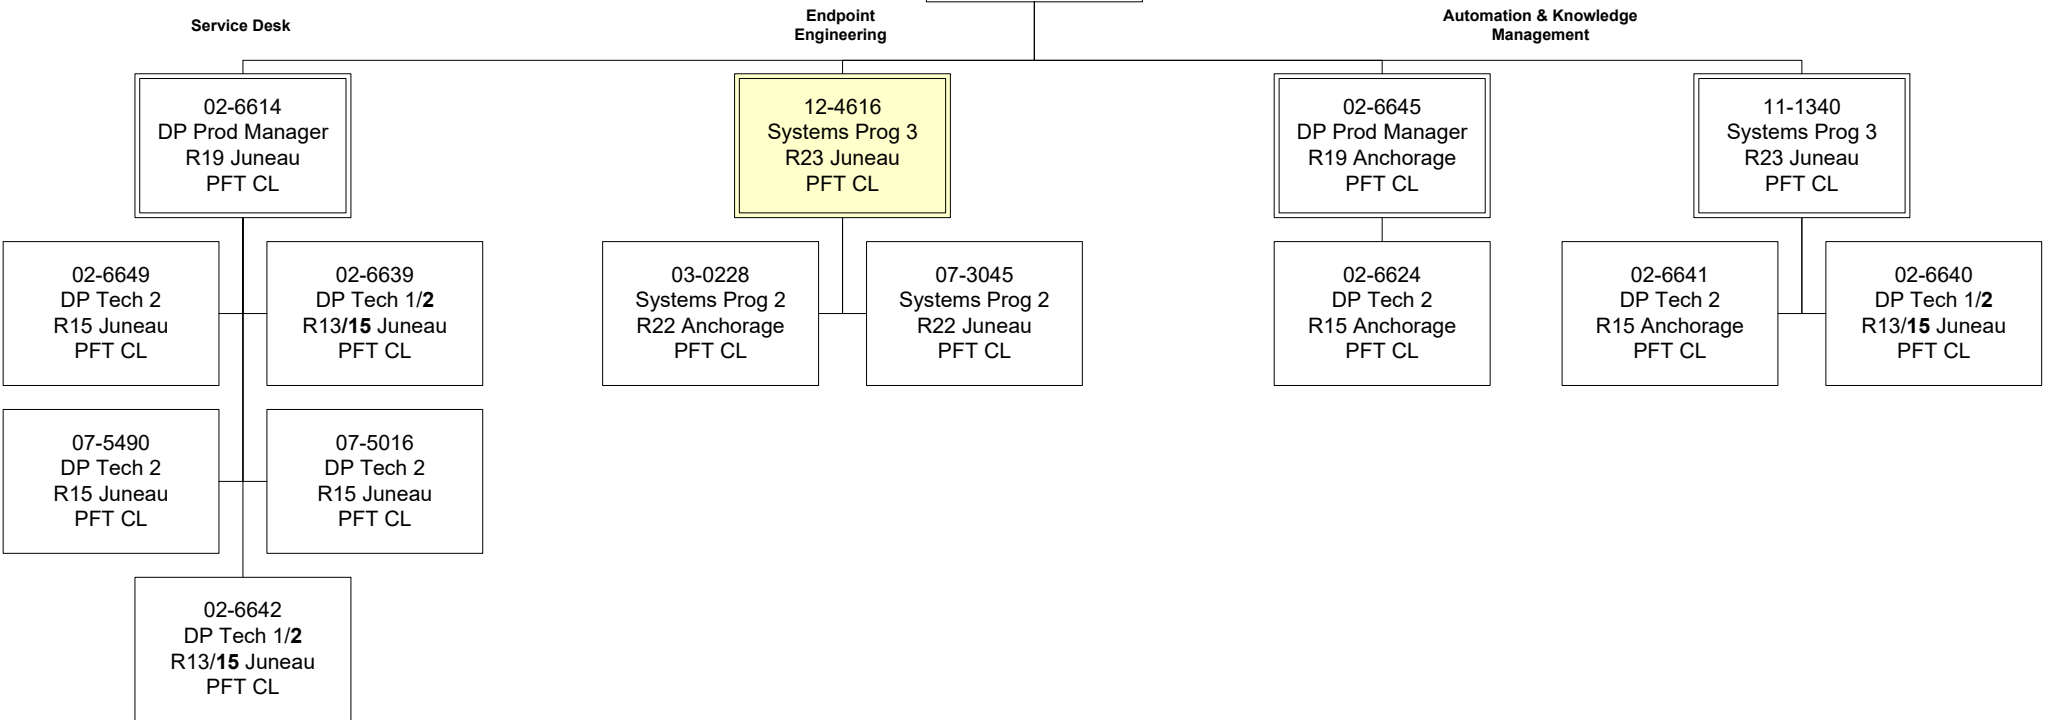 Service Desk
Endpoint
Engineering
Automation & Knowledge
Management
02-6614
DP Prod Manager
R19 Juneau
PFT CL
12-4616
Systems Prog 3
R23 Juneau
PFT CL
02-6645
DP Prod Manager
R19 Anchorage
PFT CL
11-1340
Systems Prog 3
R23 Juneau
PFT CL
02-6649
DP Tech 2
R15 Juneau
PFT CL
02-6639
DP Tech 1/2
R13/15 Juneau
PFT CL
03-0228
Systems Prog 2
R22 Anchorage
PFT CL
07-3045
Systems Prog 2
R22 Juneau
PFT CL
02-6624
DP Tech 2
R15 Anchorage
PFT CL
02-6641
DP Tech 2
R15 Anchorage
PFT CL
02-6640
DP Tech 1/2
R13/15 Juneau
PFT CL
07-5490
DP Tech 2
R15 Juneau
PFT CL
07-5016
DP Tech 2
R15 Juneau
PFT CL
02-6642
DP Tech 1/2
R13/15 Juneau
PFT CL